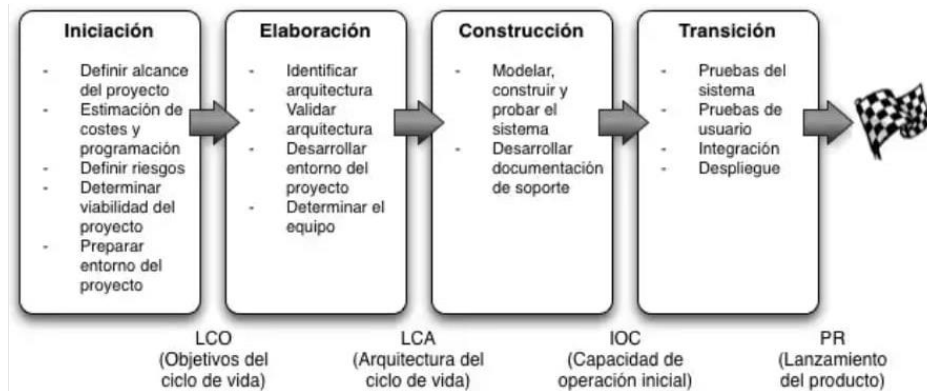 Iniciación
- Definir alcance
del proyecto
- Estimación de
costes y
programación
- Definir riesgos
- Determinar
viabilidad del
proyecto
- Preparar
entorno del
proyecto
Elaboración
- Identificar
arquitectura
- Validar
arquitectura
- Desarrollar
entorno del
proyecto
- Determinar el
equipo
Construcción
- Modelar,
construir y
probar el
sistema
- Desarrollar
documentación
de soporte
Transición
- Pruebas del
sistema
- Pruebas de
usuario
- Integración
- Despliegue
LCO
(Objetivos del
ciclo de vida)
LCA
(Arquitectura del
ciclo de vida)
IOC
(Capacidad de
operación inicial)
PR
(Lanzamiento
del producto)